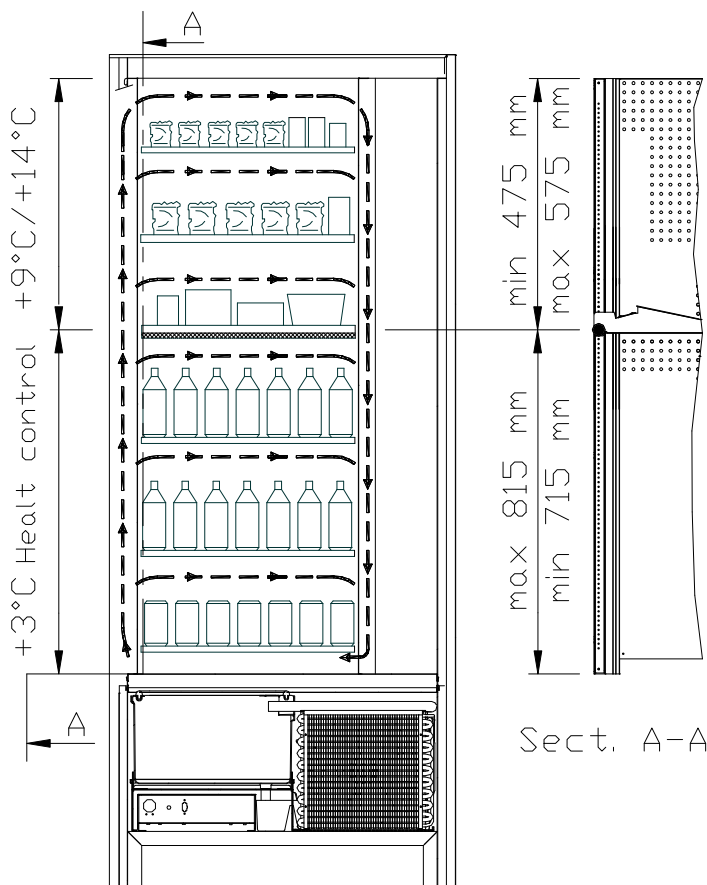 A
+9°C/+14°C
+3°C Healt control
min 475 mm
max 575 mm
max 815 mm
min 715 mm
A
Sect. A-A